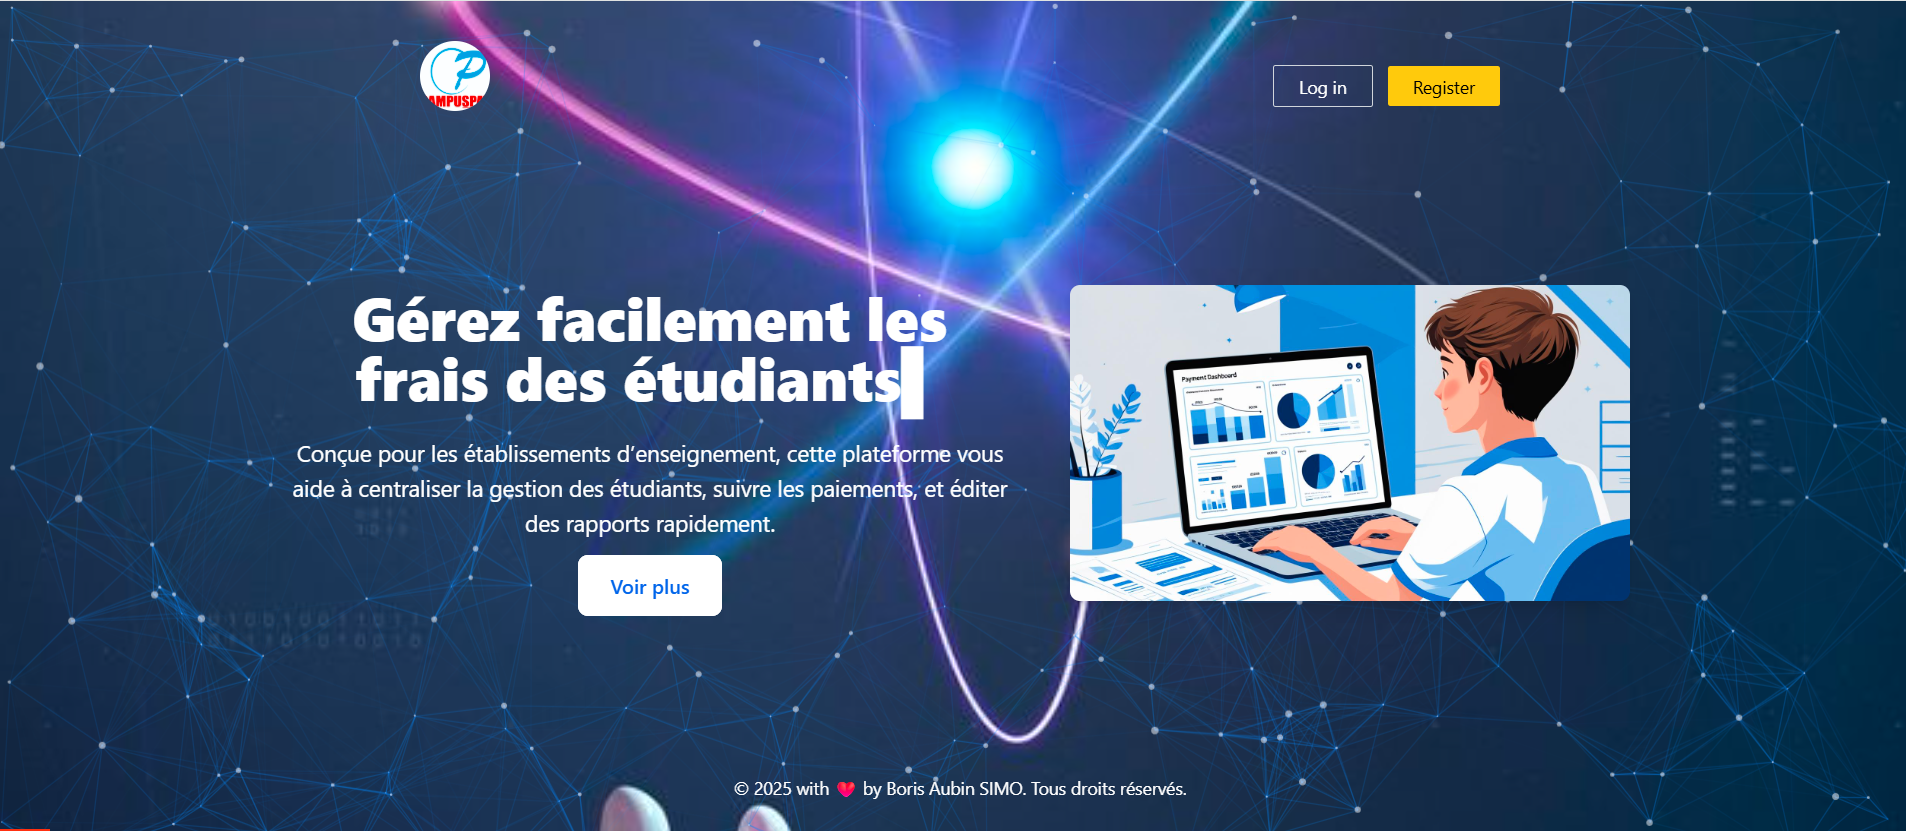 AMPUSPA
Log in
Register
Gérez facilement les
frais des étudiants
Conçue pour les établissements d’enseignement, cette plateforme vous
aide à centraliser la gestion des étudiants, suivre les paiements, et éditer
des rapports rapidement.
Voir plus
Payment Dashboard
© 2025 with ❤️ by Boris Aubin SIMO. Tous droits réservés.